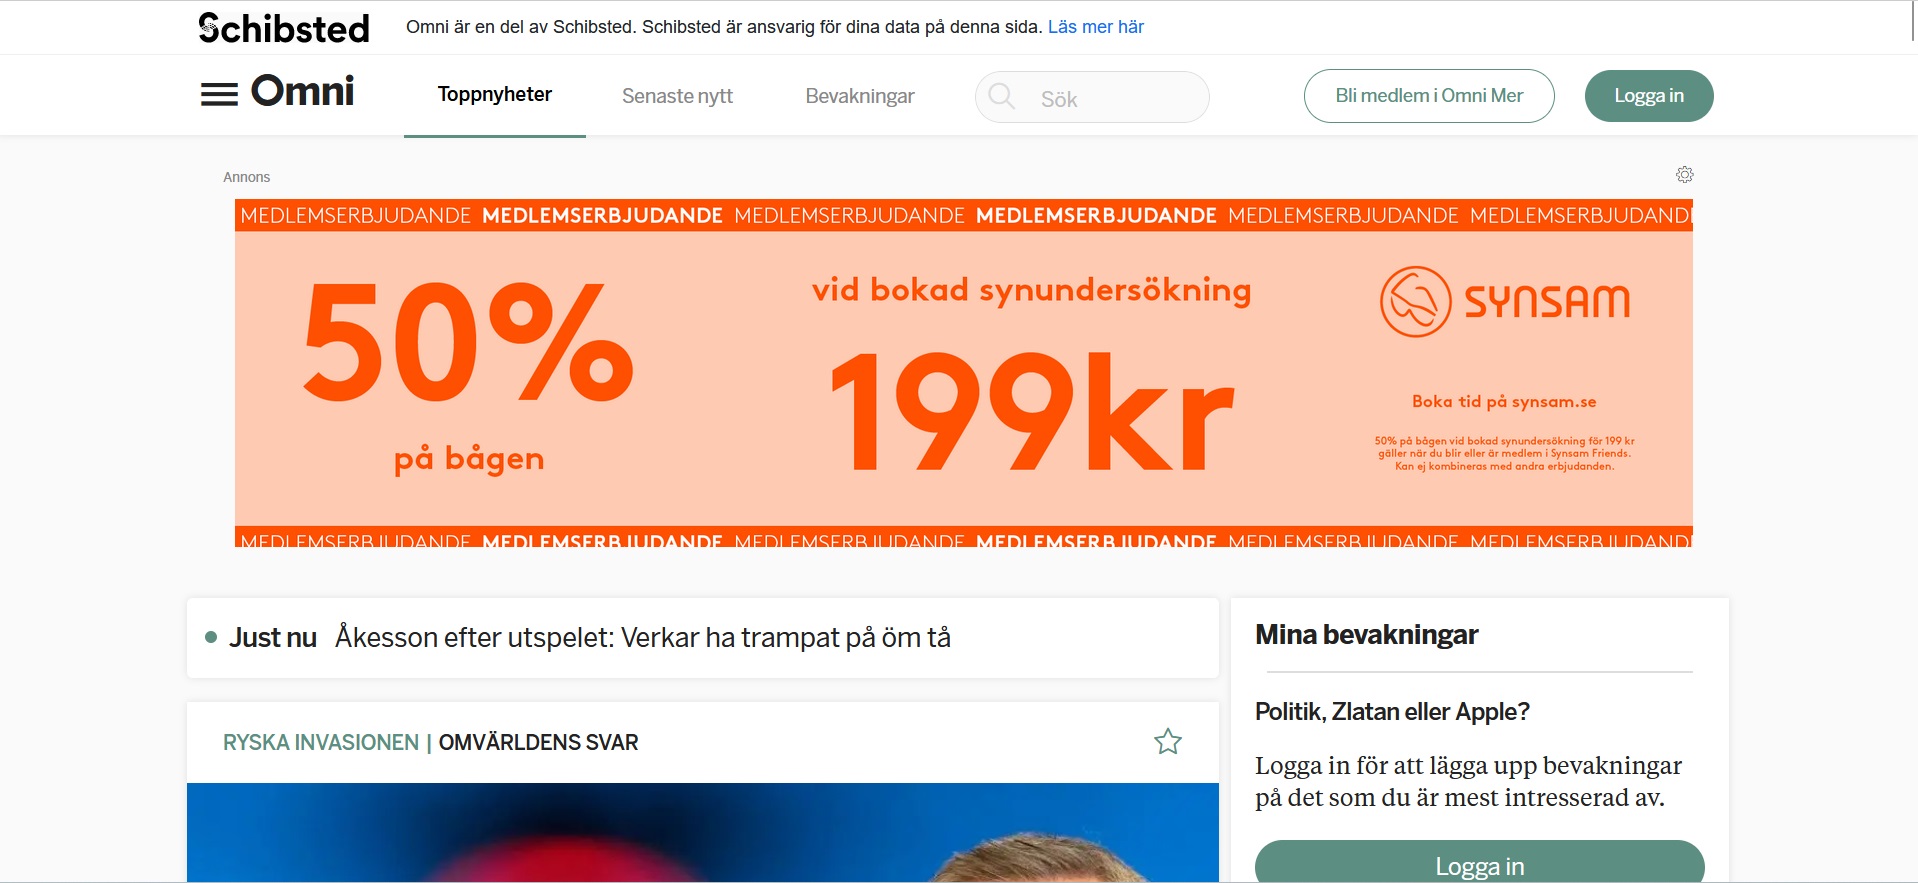 Schibsted
Omni är en del av Schibsted. Schibsted är ansvarig för dina data på denna sida. Läs mer här
Omni
Toppnyheter
Senaste nytt
Bevakningar
Sök
Bli medlem i Omni Mer
Logga in
Annons
MEDLEMSERBJUDANDE MEDLEMSERBJUDANDE MEDLEMSERBJUDANDE MEDLEMSERBJUDANDE MEDLEMSERBJUDANDE MEDLEMSERBJUDANDE
50%
på bågen
vid bokad synundersökning
199kr
SYNSAM
Boka tid på synsam.se
50% på bågen vid bokad synundersökning för 199 kr
gäller när du blir eller är medlem i Synsam Friends.
Kan ej kombineras med andra erbjudanden.
MEDLEMSERBJUDANDE MEDLEMSERBJUDANDE MEDLEMSERBJUDANDE MEDLEMSERBJUDANDE MEDLEMSERBJUDANDE MEDLEMSERBJUDANDE
Just nu Åkesson efter utspelet: Verkar ha trampat på öm tå
RYSKA INVASIONEN | OMVÄRLDENS SVAR
Mina bevakningar
Politik, Zlatan eller Apple?
Logga in för att lägga upp bevakningar
på det som du är mest intresserad av.
Logga in